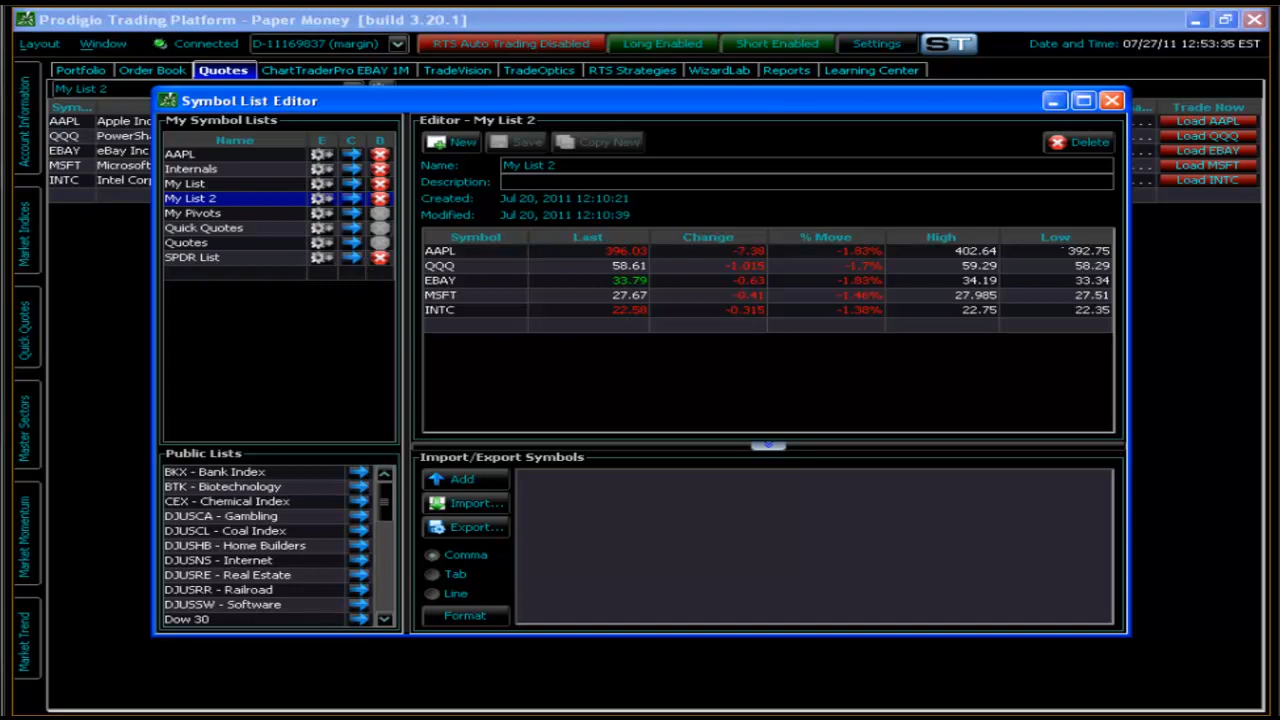 Prodigio Trading Platform - Paper Money [build 3.20.1]
Layout Window Connected D-11169837 (margin) RTS Auto Trading Disabled Long Enabled Short Enabled Settings ST Date and Time: 07/27/11 12:53:35 EST
Portfolio Order Book Quotes ChartTraderPro EBAY 1M TradeVision TradeOptics RTS Strategies WizardLab Reports Learning Center
My List 2
Sym... Trade Now
AAPL Apple Inc Load AAPL
QQQ PowerSh Load QQQ
EBAY eBay Inc Load EBAY
MSFT Microsoft Load MSFT
INTC Intel Corp Load INTC
Account Information
Market Indices
Quick Quotes
Master Sectors
Market Momentum
Market Trend
Symbol List Editor
My Symbol Lists
Name E C D
AAPL
Internals
My List
My List 2
My Pivots
Quick Quotes
Quotes
SPDR List
Public Lists
BKX - Bank Index
BTK - Biotechnology
CEX - Chemical Index
DJUSCA - Gambling
DJUSCL - Coal Index
DJUSHB - Home Builders
DJUSNS - Internet
DJUSRE - Real Estate
DJUSRR - Railroad
DJUSSW - Software
Dow 30
Editor - My List 2
New Save Copy New Delete
Name: My List 2
Description:
Created: Jul 20, 2011 12:10:21
Modified: Jul 20, 2011 12:10:39
Symbol Last Change % Move High Low
AAPL 396.03 -7.38 -1.83% 402.64 392.75
QQQ 58.61 -1.015 -1.7% 59.29 58.29
EBAY 33.79 -0.63 -1.83% 34.19 33.34
MSFT 27.67 -0.41 -1.46% 27.985 27.51
INTC 22.58 -0.315 -1.38% 22.75 22.35
Import/Export Symbols
Add
Import...
Export...
Comma
Tab
Line
Format